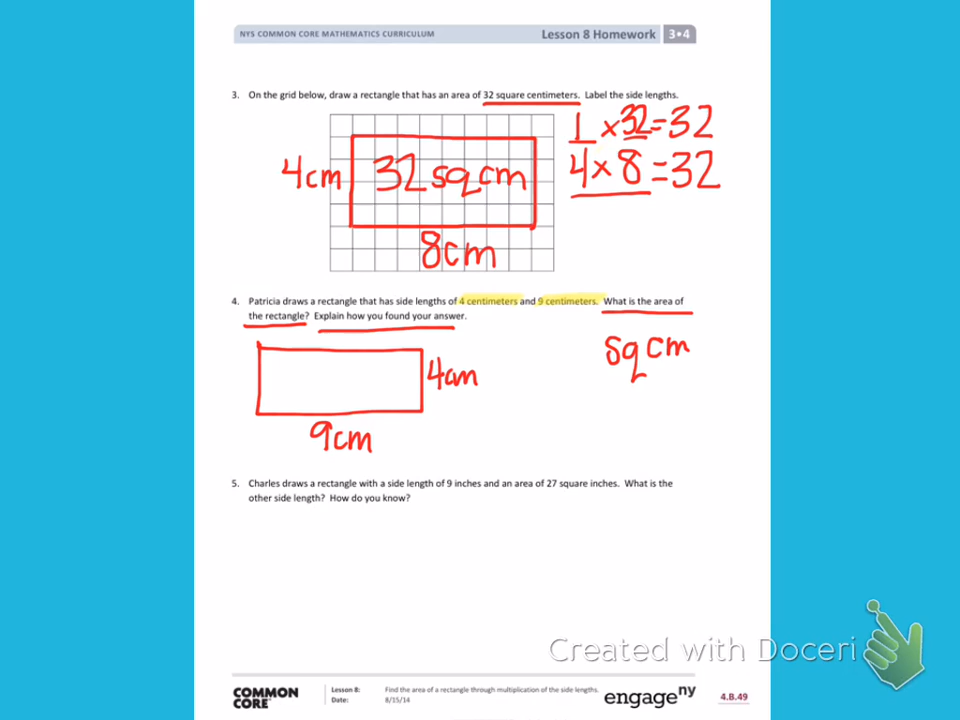 NYS COMMON CORE MATHEMATICS CURRICULUM Lesson 8 Homework 3•4
3. On the grid below, draw a rectangle that has an area of 32 square centimeters. Label the side lengths.
1 x 32 = 32
4cm 32 sq cm 4 x 8 = 32
8cm
4. Patricia draws a rectangle that has side lengths of 4 centimeters and 9 centimeters. What is the area of
the rectangle? Explain how you found your answer.
sq cm
4cm
9cm
5. Charles draws a rectangle with a side length of 9 inches and an area of 27 square inches. What is the
other side length? How do you know?
Created with Doceri
COMMON CORE™
Lesson 8: Find the area of a rectangle through multiplication of the side lengths.
Date: 8/15/14
engage ny
4.B.49